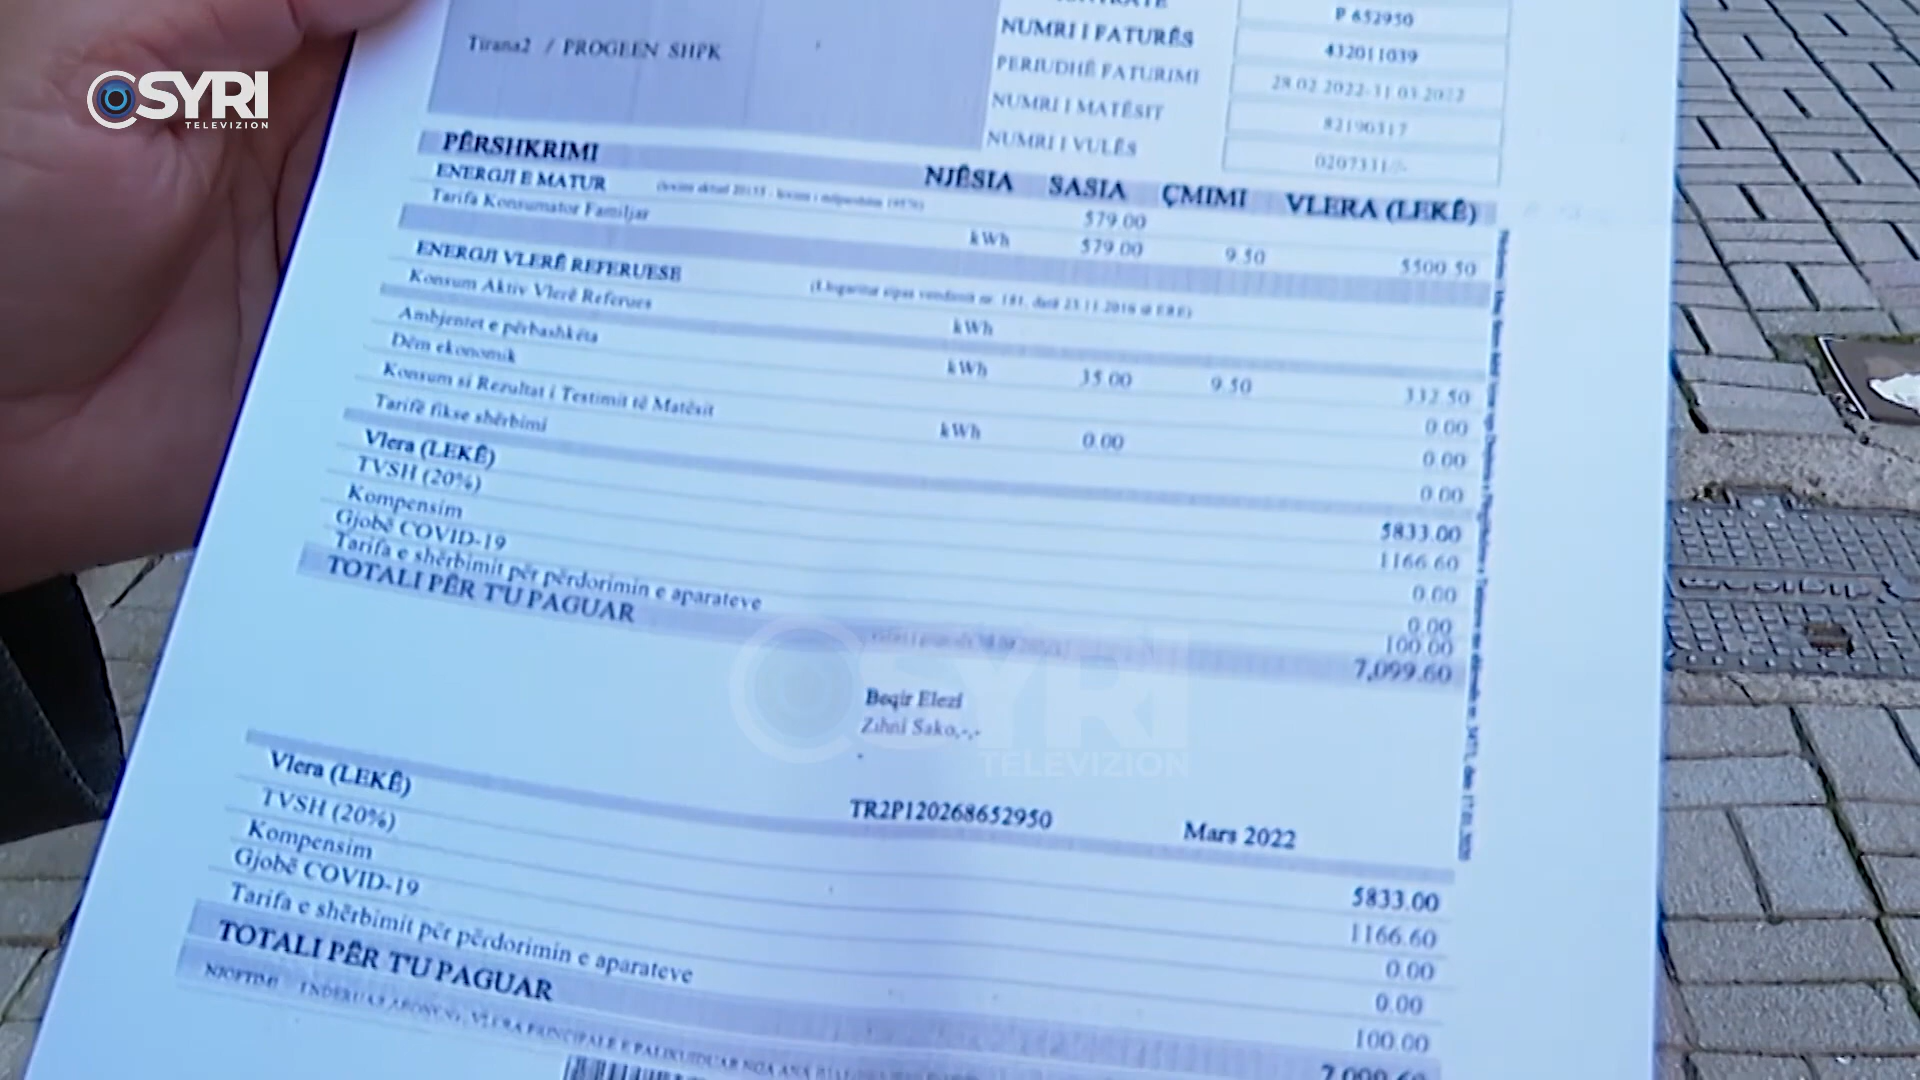 SYRI
TELEVIZION
P 652950
NUMRI I FATURËS 432011039
Tirana2 / PROGEEN SHPK
PERIUDHË FATURIMI 28.02.2022-31.03.2022
NUMRI I MATËSIT 82190317
NUMRI I VULËS
PËRSHKRIMI NJËSIA SASIA ÇMIMI VLERA (LEKË)
ENERGJI E MATUR 579.00
Tarifa Konsumator Familjar kWh 579.00 9.50 5500.50
ENERGJI VLERË REFERUESE
Konsum Aktiv Vlerë Referues kWh
Ambjentet e përbashkëta kWh 35.00 9.50 332.50
Dëm ekonomik 0.00
Konsum si Rezultat i Testimit të Matësit kWh 0.00 0.00
Tarifë fikse shërbimi 0.00
Vlera (LEKË) 5833.00
TVSH (20%) 1166.60
Kompensim 0.00
Gjobë COVID-19 0.00
Tarifa e shërbimit për përdorimin e aparateve 100.00
TOTALI PËR T'U PAGUAR 7,099.60
SYRI
TELEVIZION
Beqir Elezi
Zihni Sako,-,-
TR2P120268652950 Mars 2022
Vlera (LEKË) 5833.00
TVSH (20%) 1166.60
Kompensim 0.00
Gjobë COVID-19 0.00
Tarifa e shërbimit për përdorimin e aparateve 100.00
TOTALI PËR T'U PAGUAR 7,099.60